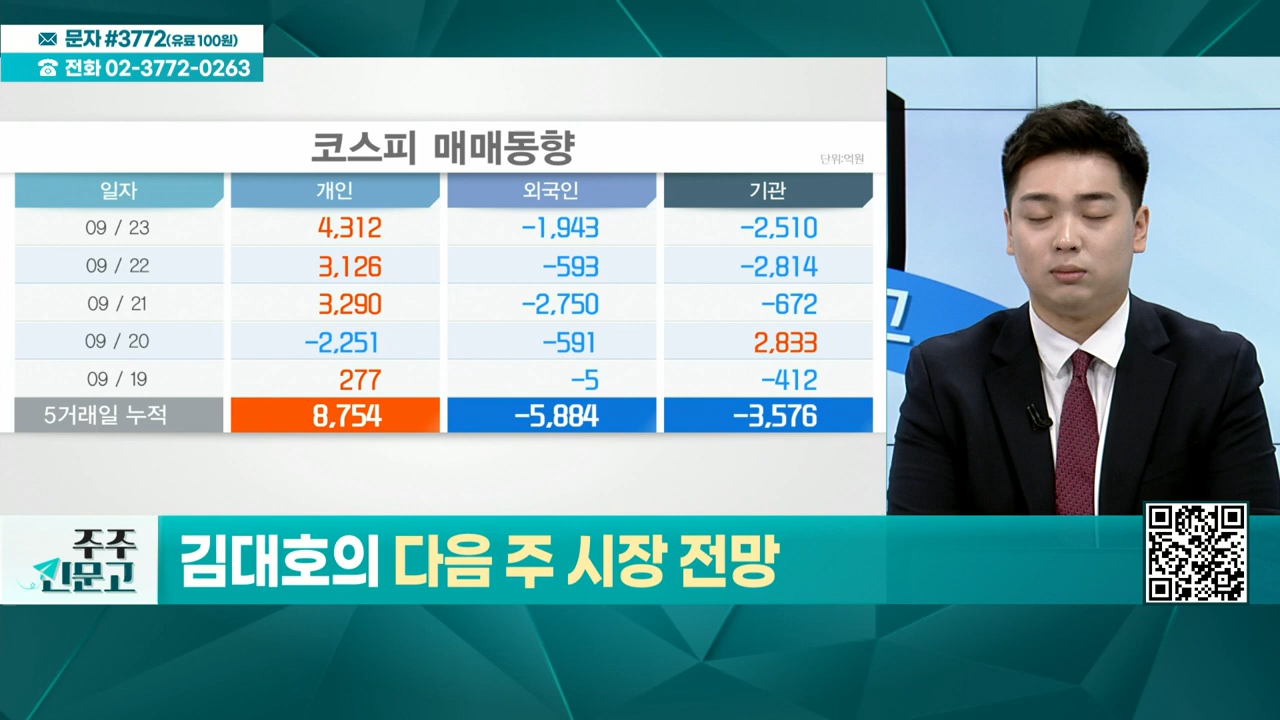 문자 #3772(유료 100원)
전화 02-3772-0263
코스피 매매동향
단위:억원
일자 개인 외국인 기관
09 / 23 4,312 -1,943 -2,510
09 / 22 3,126 -593 -2,814
09 / 21 3,290 -2,750 -672
09 / 20 -2,251 -591 2,833
09 / 19 277 -5 -412
5거래일 누적 8,754 -5,884 -3,576
고
주주
신문고
김대호의 다음 주 시장 전망